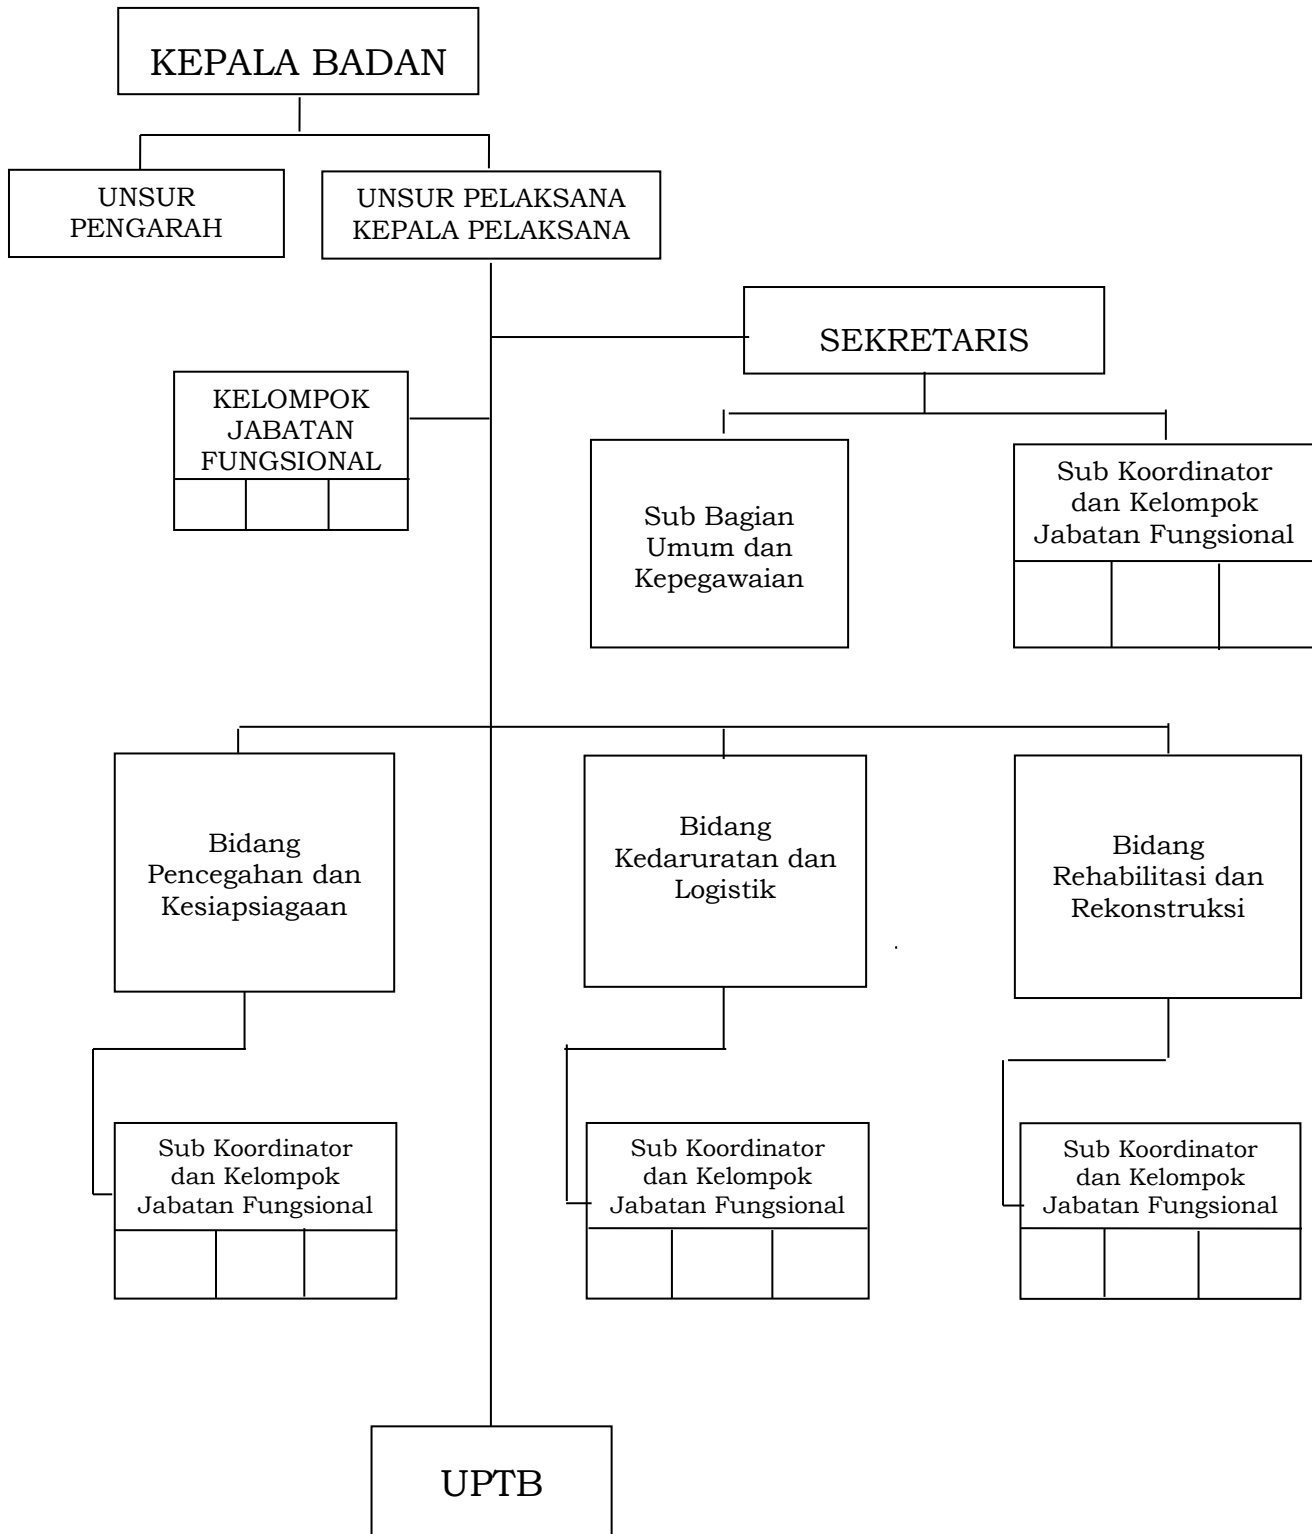 KEPALA BADAN
UNSUR
PENGARAH
UNSUR PELAKSANA
KEPALA PELAKSANA
SEKRETARIS
KELOMPOK
JABATAN
FUNGSIONAL
Sub Bagian
Umum dan
Kepegawaian
Sub Koordinator
dan Kelompok
Jabatan Fungsional
Bidang
Pencegahan dan
Kesiapsiagaan
Bidang
Kedaruratan dan
Logistik
Bidang
Rehabilitasi dan
Rekonstruksi
Sub Koordinator
dan Kelompok
Jabatan Fungsional
Sub Koordinator
dan Kelompok
Jabatan Fungsional
Sub Koordinator
dan Kelompok
Jabatan Fungsional
UPTB